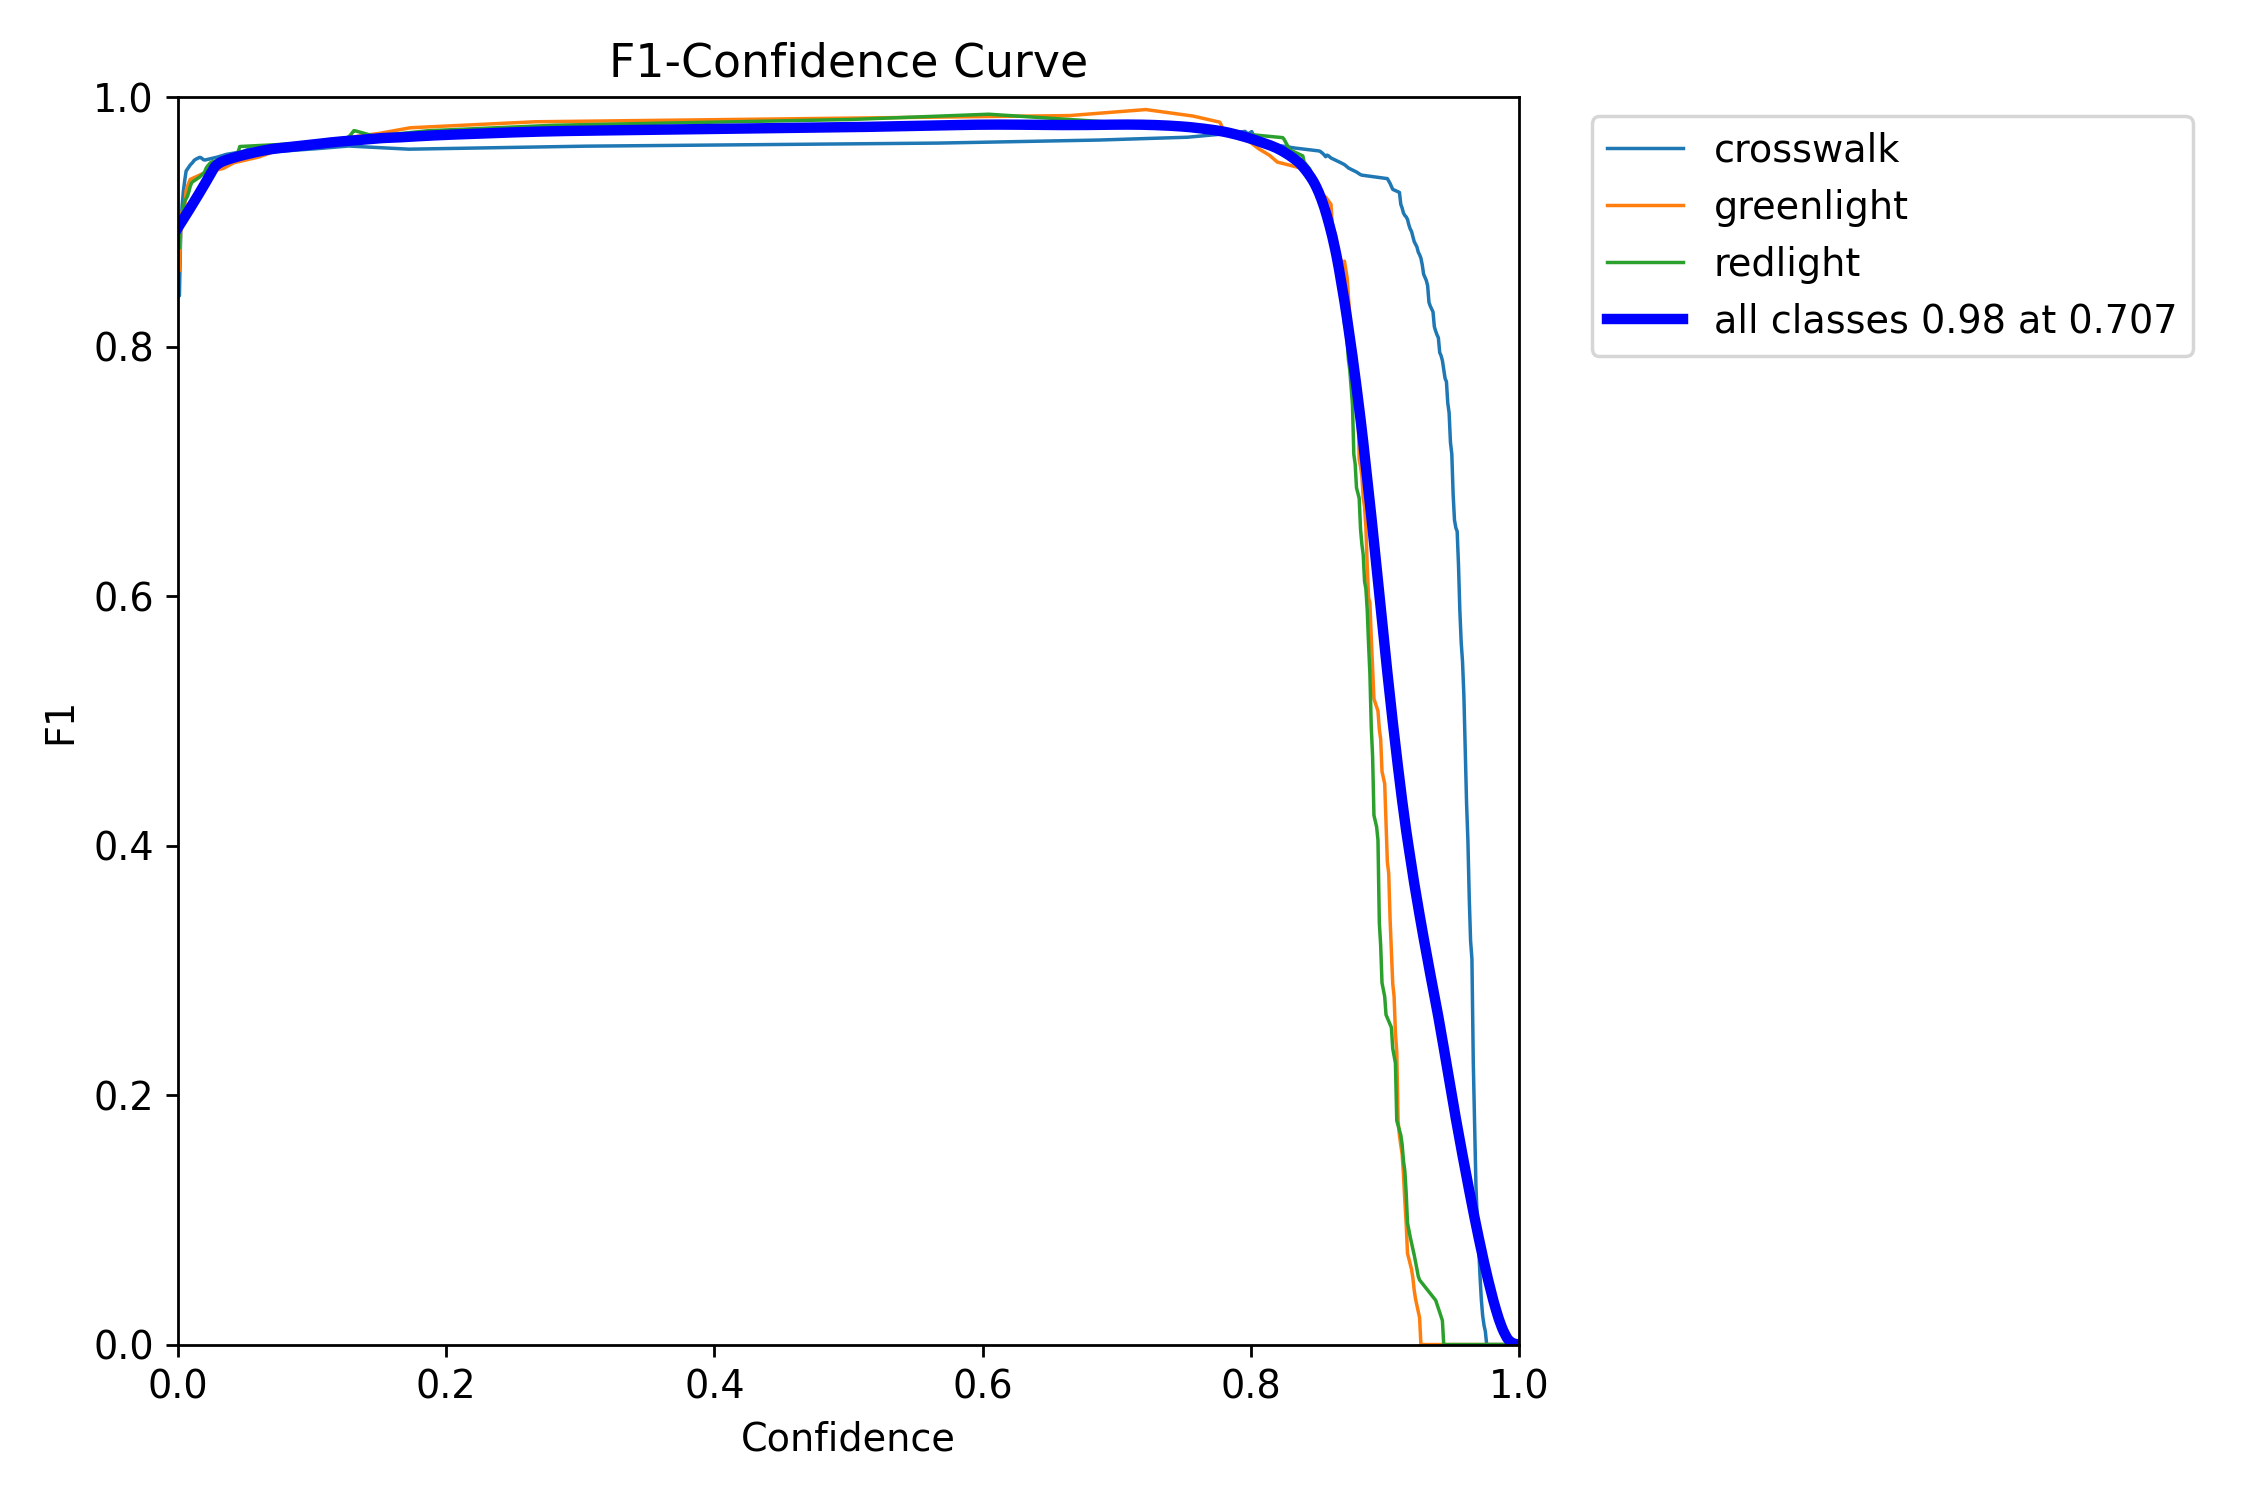 F1-Confidence Curve
1.0
0.8
0.6
0.4
0.2
0.0
F1
0.0 0.2 0.4 0.6 0.8 1.0
Confidence
crosswalk
greenlight
redlight
all classes 0.98 at 0.707